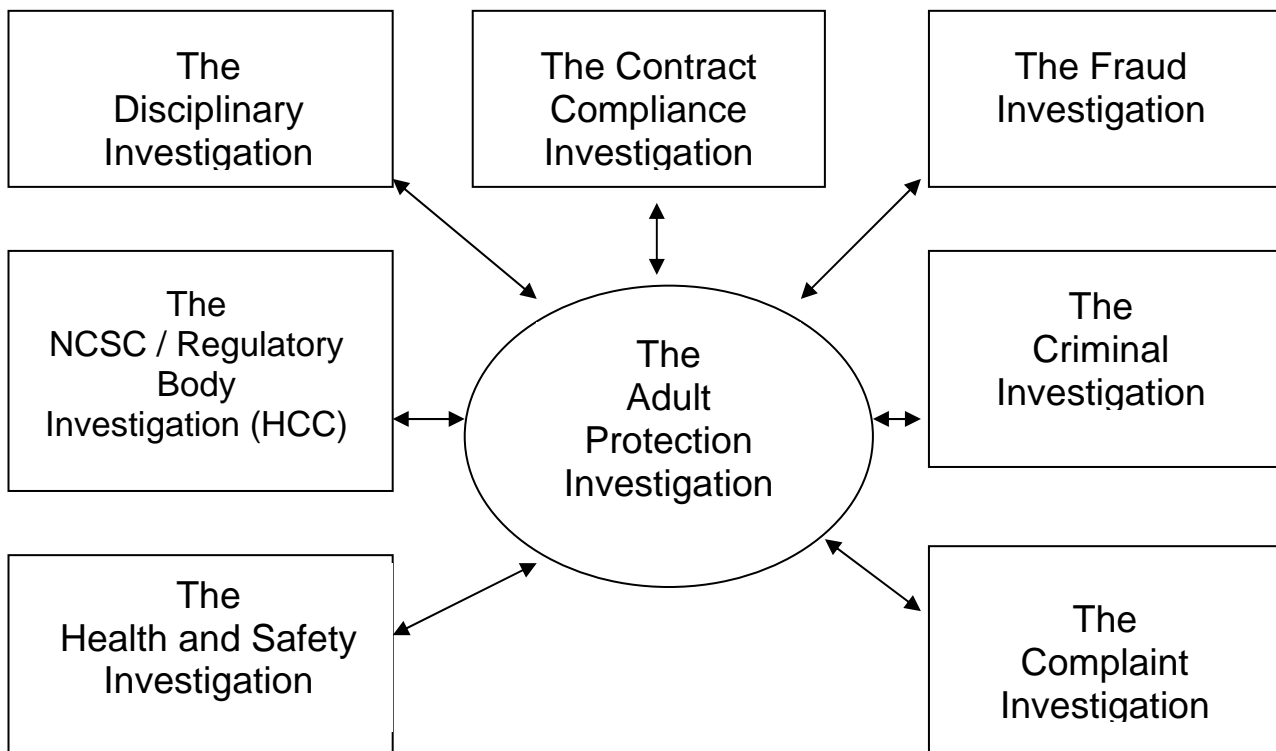 The
Disciplinary
Investigation
The Contract
Compliance
Investigation
The Fraud
Investigation
The
NCSC / Regulatory
Body
Investigation (HCC)
The
Adult
Protection
Investigation
The
Criminal
Investigation
The
Health and Safety
Investigation
The
Complaint
Investigation